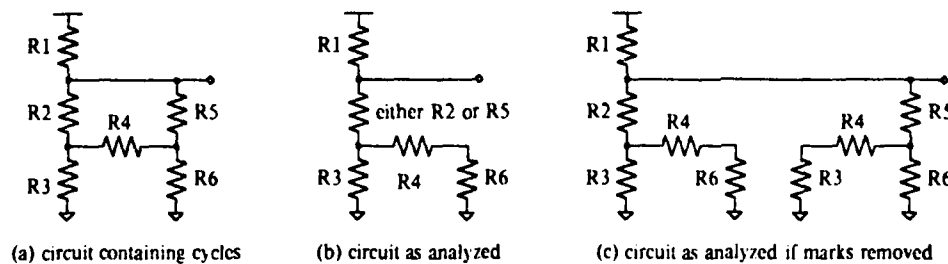 R1
R2
R5
R4
R3
R6
(a) circuit containing cycles
R1
either R2 or R5
R3
R4
R6
(b) circuit as analyzed
R1
R2
R5
R4
R4
R3
R6
R3
R6
(c) circuit as analyzed if marks removed